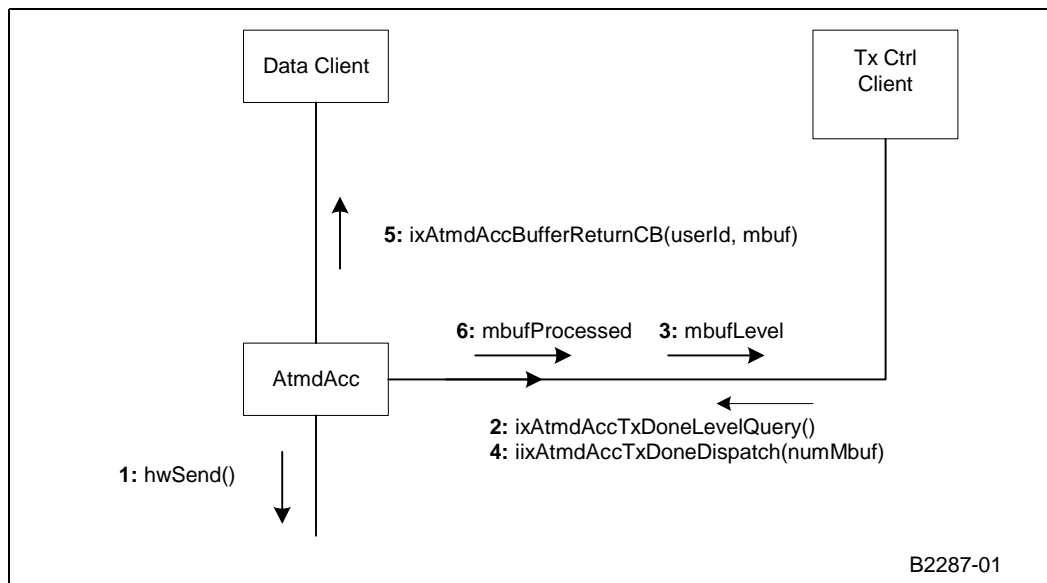 Data Client
Tx Ctrl
Client
5: ixAtmdAccBufferReturnCB(userId, mbuf)
6: mbufProcessed
3: mbufLevel
AtmdAcc
2: ixAtmdAccTxDoneLevelQuery()
4: iixAtmdAccTxDoneDispatch(numMbuf)
1: hwSend()
B2287-01